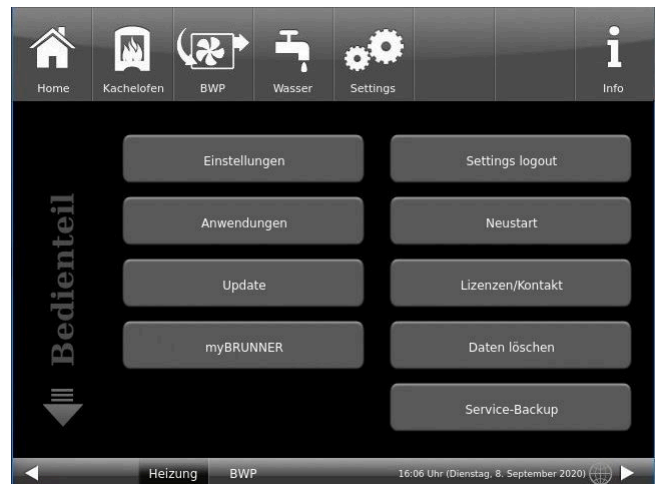 Home Kachelofen BWP Wasser Settings Info
Bedienteil
Einstellungen Settings logout
Anwendungen Neustart
Update Lizenzen/Kontakt
myBRUNNER Daten löschen
Service-Backup
Heizung BWP 16:06 Uhr (Dienstag, 8. September 2020)